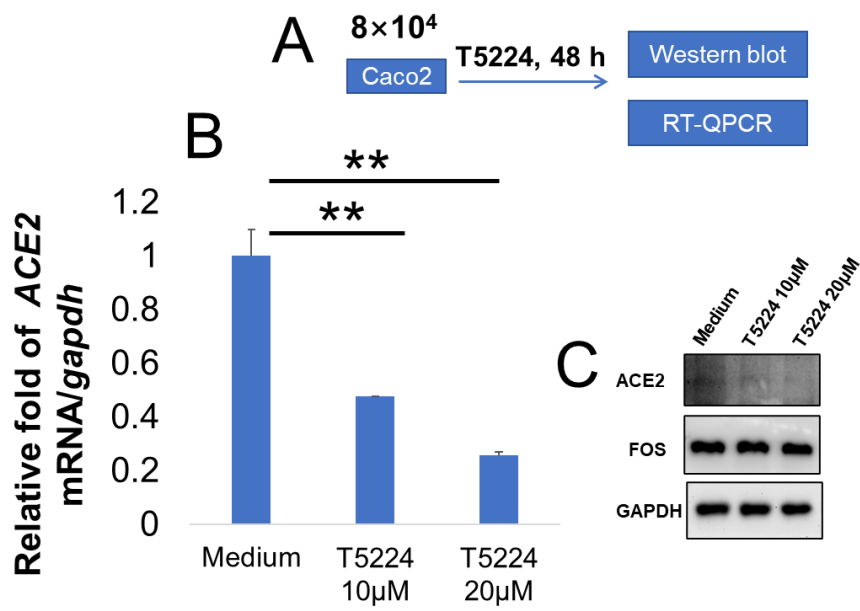 A
8×10⁴
Caco2
T5224, 48 h
Western blot
RT-QPCR
B
**
**
Relative fold of ACE2
mRNA/gapdh
1.2
1
0.8
0.6
0.4
0.2
0
Medium
T5224
10μM
T5224
20μM
C
Medium
T5224 10μM
T5224 20μM
ACE2
FOS
GAPDH